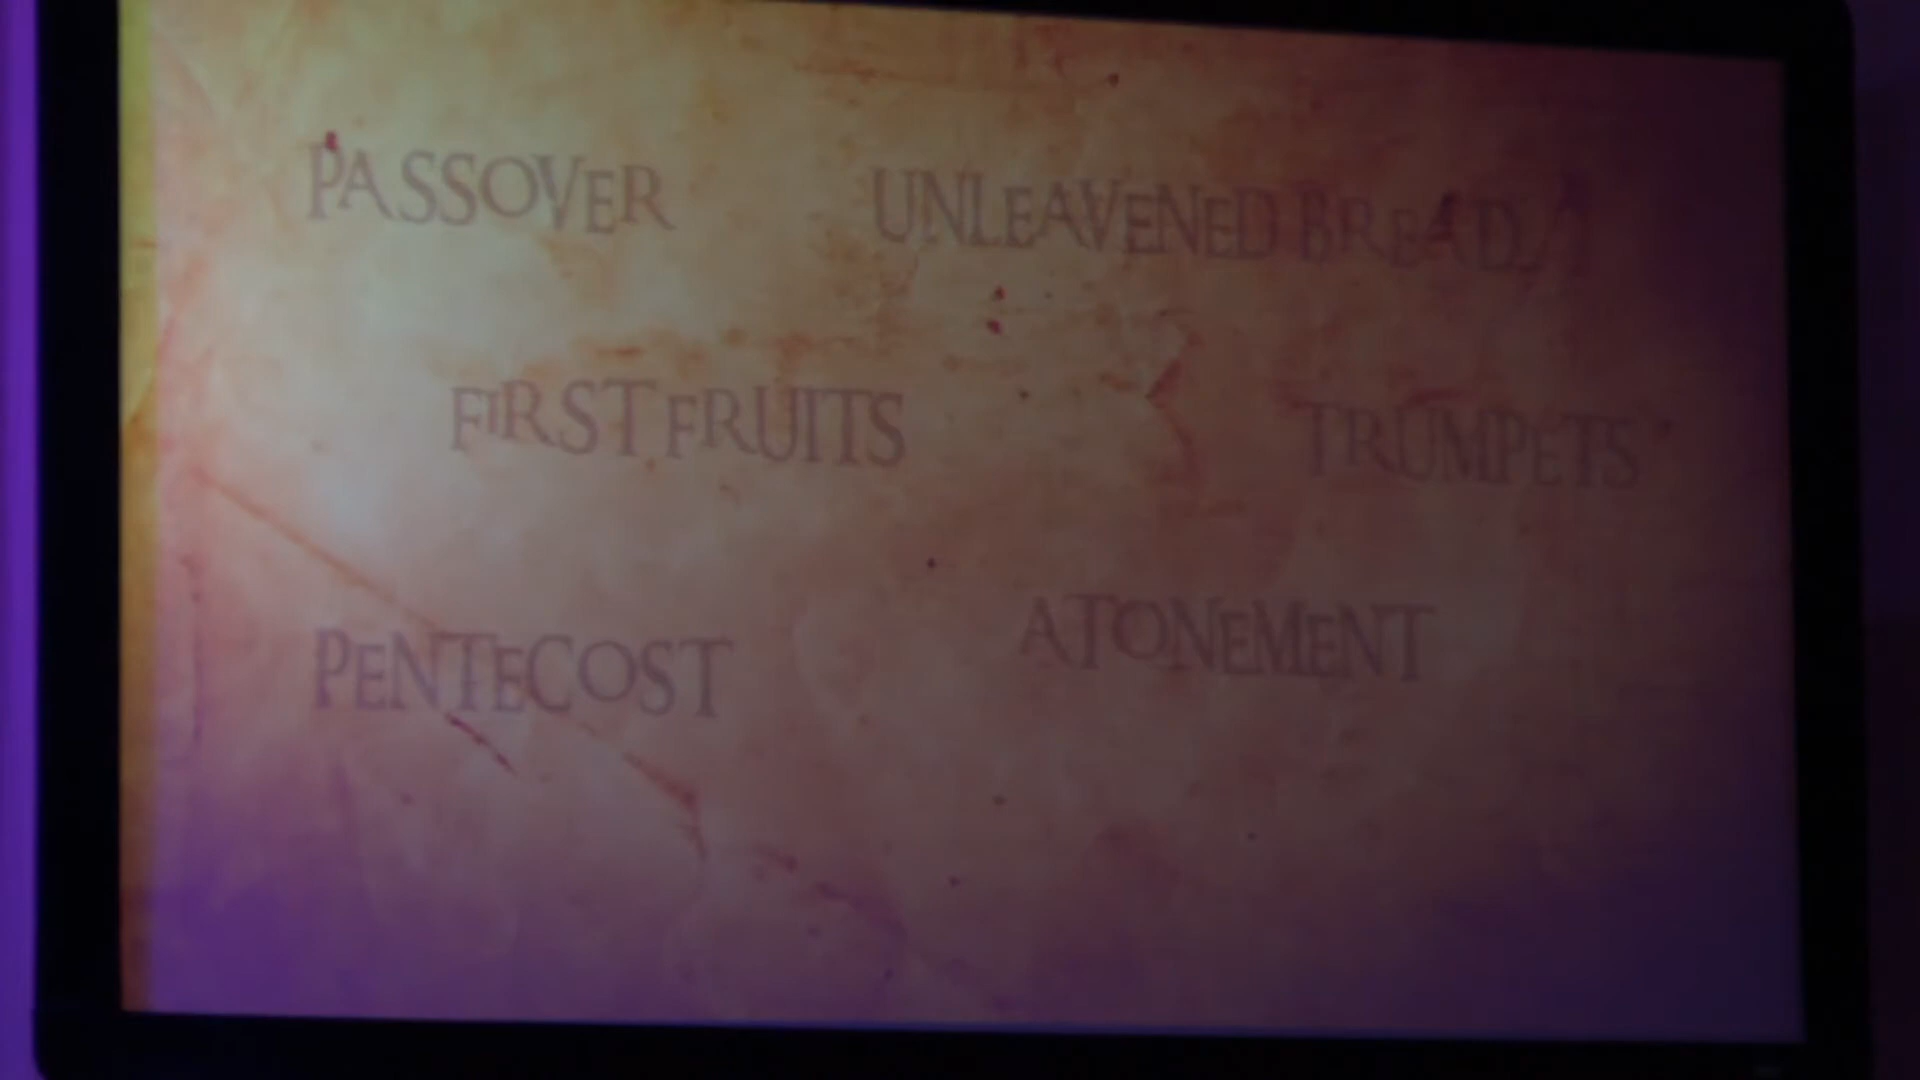 PASSOVER
UNLEAVENED BREAD
FIRST FRUITS
TRUMPETS
PENTECOST
ATONEMENT